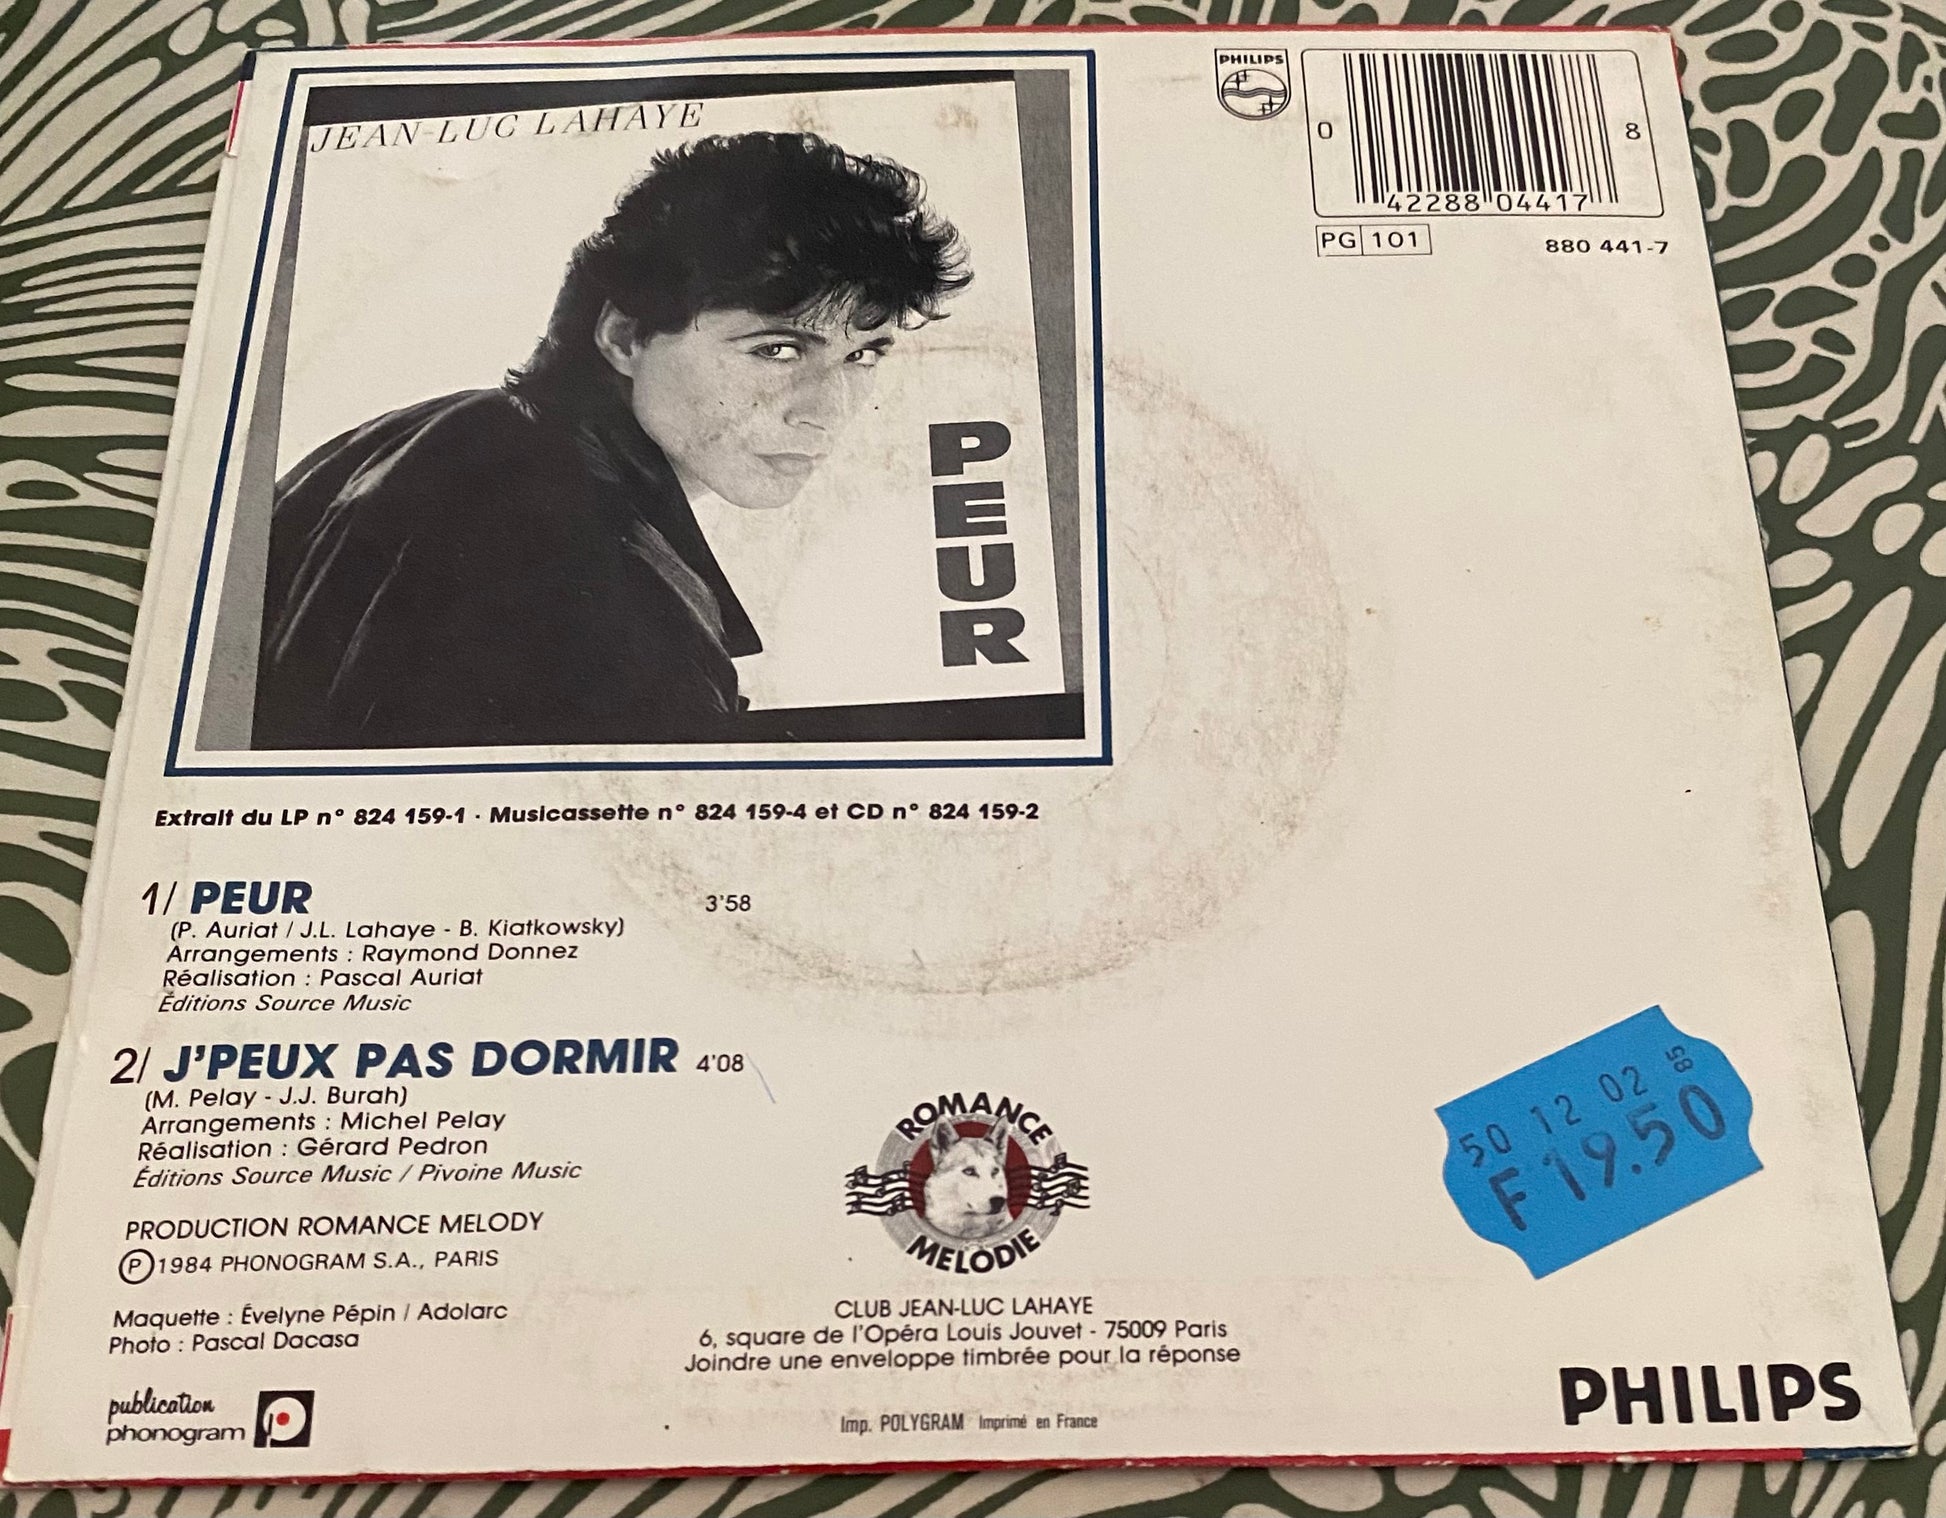 JEAN-LUC LAHAYE
PEUR
PHILIPS
0 42288 04417 8
PG 101
880 441-7
Extrait du LP n° 824 159-1 · Musicassette n° 824 159-4 et CD n° 824 159-2
1/ PEUR 3'58
(P. Auriat / J.L. Lahaye - B. Kiatkowsky)
Arrangements : Raymond Donnez
Réalisation : Pascal Auriat
Éditions Source Music
2/ J'PEUX PAS DORMIR 4'08
(M. Pelay - J.J. Burah)
Arrangements : Michel Pelay
Réalisation : Gérard Pedron
Éditions Source Music / Pivoine Music
PRODUCTION ROMANCE MELODY
Ⓟ 1984 PHONOGRAM S.A., PARIS
Maquette : Évelyne Pépin / Adolarc
Photo : Pascal Dacasa
publication
phonogram
ROMANCE
MELODIE
CLUB JEAN-LUC LAHAYE
6, square de l'Opéra Louis Jouvet - 75009 Paris
Joindre une enveloppe timbrée pour la réponse
Imp. POLYGRAM Imprimé en France
50 12 02 85
F 19.50
PHILIPS